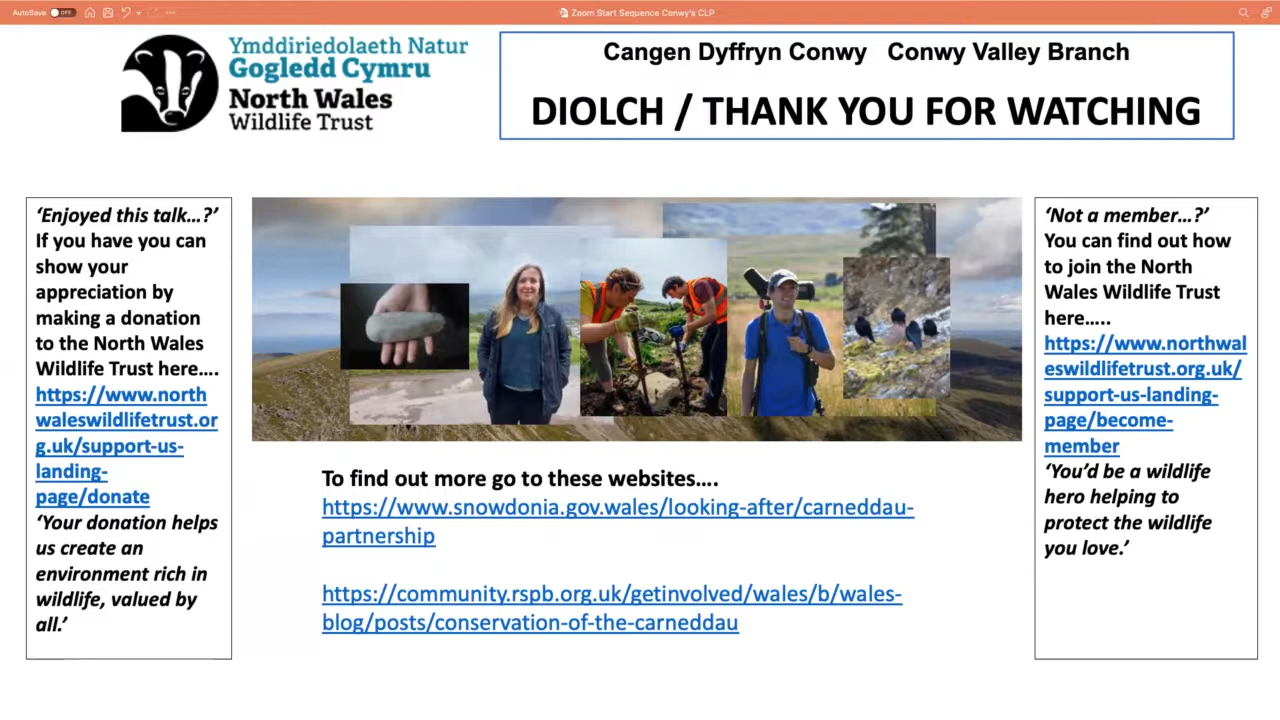 AutoSave OFF
Zoom Start Sequence Conwy's CLP
Ymddiriedolaeth Natur
Gogledd Cymru
North Wales
Wildlife Trust
Cangen Dyffryn Conwy Conwy Valley Branch
DIOLCH / THANK YOU FOR WATCHING
‘Enjoyed this talk…?’
If you have you can
show your
appreciation by
making a donation
to the North Wales
Wildlife Trust here….
https://www.north
waleswildlifetrust.or
g.uk/support-us-
landing-
page/donate
‘Your donation helps
us create an
environment rich in
wildlife, valued by
all.’
To find out more go to these websites….
https://www.snowdonia.gov.wales/looking-after/carneddau-
partnership
https://community.rspb.org.uk/getinvolved/wales/b/wales-
blog/posts/conservation-of-the-carneddau
‘Not a member…?’
You can find out how
to join the North
Wales Wildlife Trust
here…..
https://www.northwal
eswildlifetrust.org.uk/
support-us-landing-
page/become-
member
‘You’d be a wildlife
hero helping to
protect the wildlife
you love.’